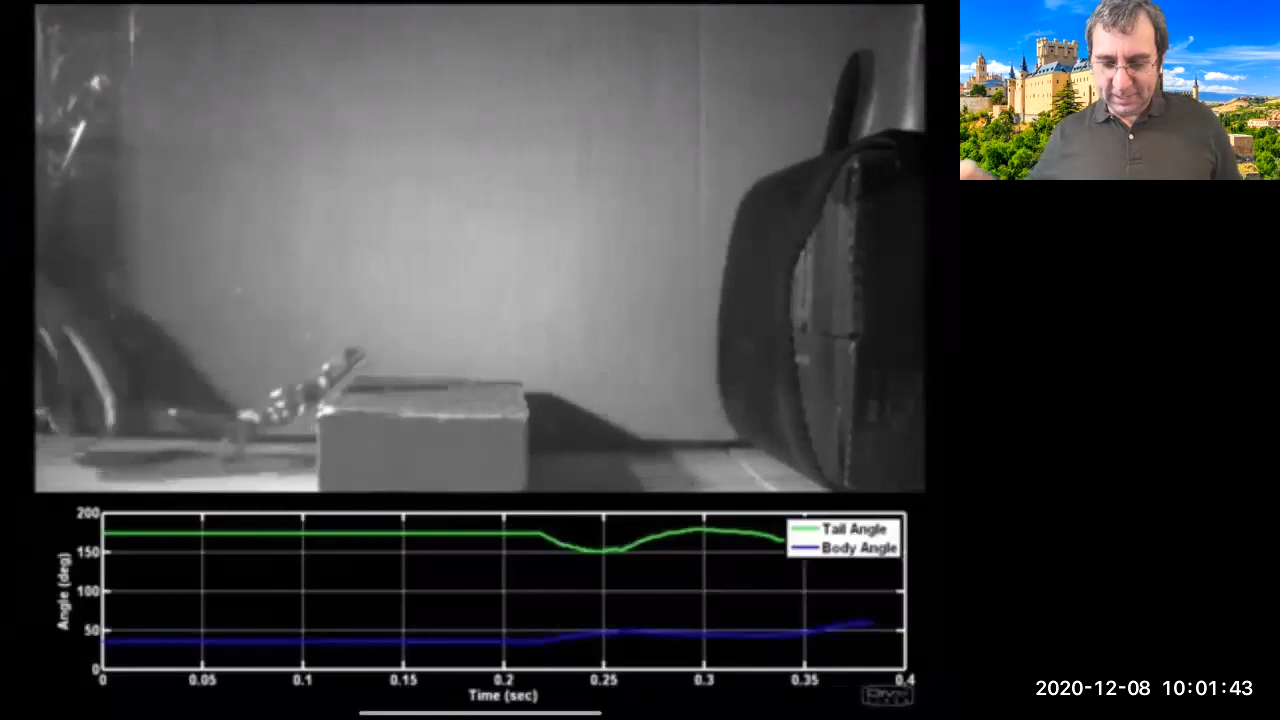 200
150
100
50
0
Angle (deg)
Tail Angle
Body Angle
0 0.05 0.1 0.15 0.2 0.25 0.3 0.35 0.4
Time (sec)
DivX
2020-12-08 10:01:43